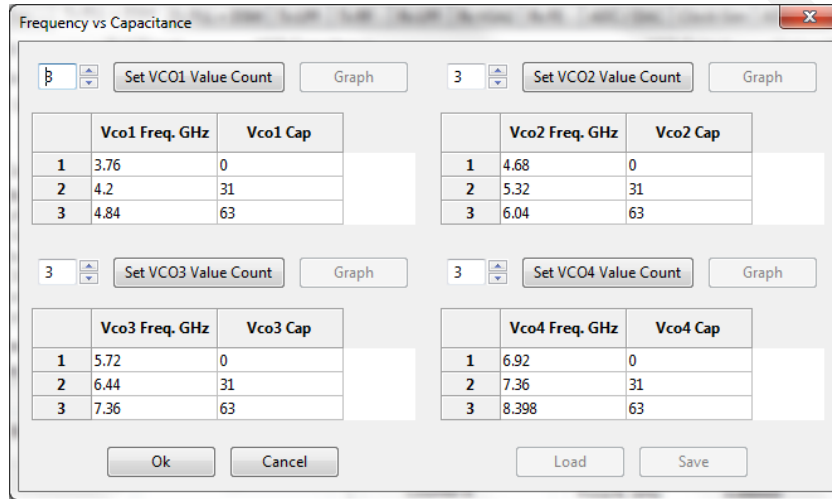 Frequency vs Capacitance
3 Set VCO1 Value Count Graph 3 Set VCO2 Value Count Graph
Vco1 Freq. GHz Vco1 Cap Vco2 Freq. GHz Vco2 Cap
1 3.76 0 1 4.68 0
2 4.2 31 2 5.32 31
3 4.84 63 3 6.04 63
3 Set VCO3 Value Count Graph 3 Set VCO4 Value Count Graph
Vco3 Freq. GHz Vco3 Cap Vco4 Freq. GHz Vco4 Cap
1 5.72 0 1 6.92 0
2 6.44 31 2 7.36 31
3 7.36 63 3 8.398 63
Ok Cancel Load Save